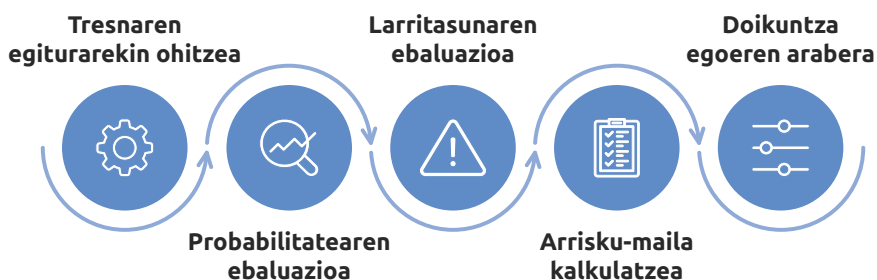 Tresnaren
egiturarekin ohitzea
Probabilitatearen
ebaluazioa
Larritasunaren
ebaluazioa
Arrisku-maila
kalkulatzea
Doikuntza
egoeren arabera